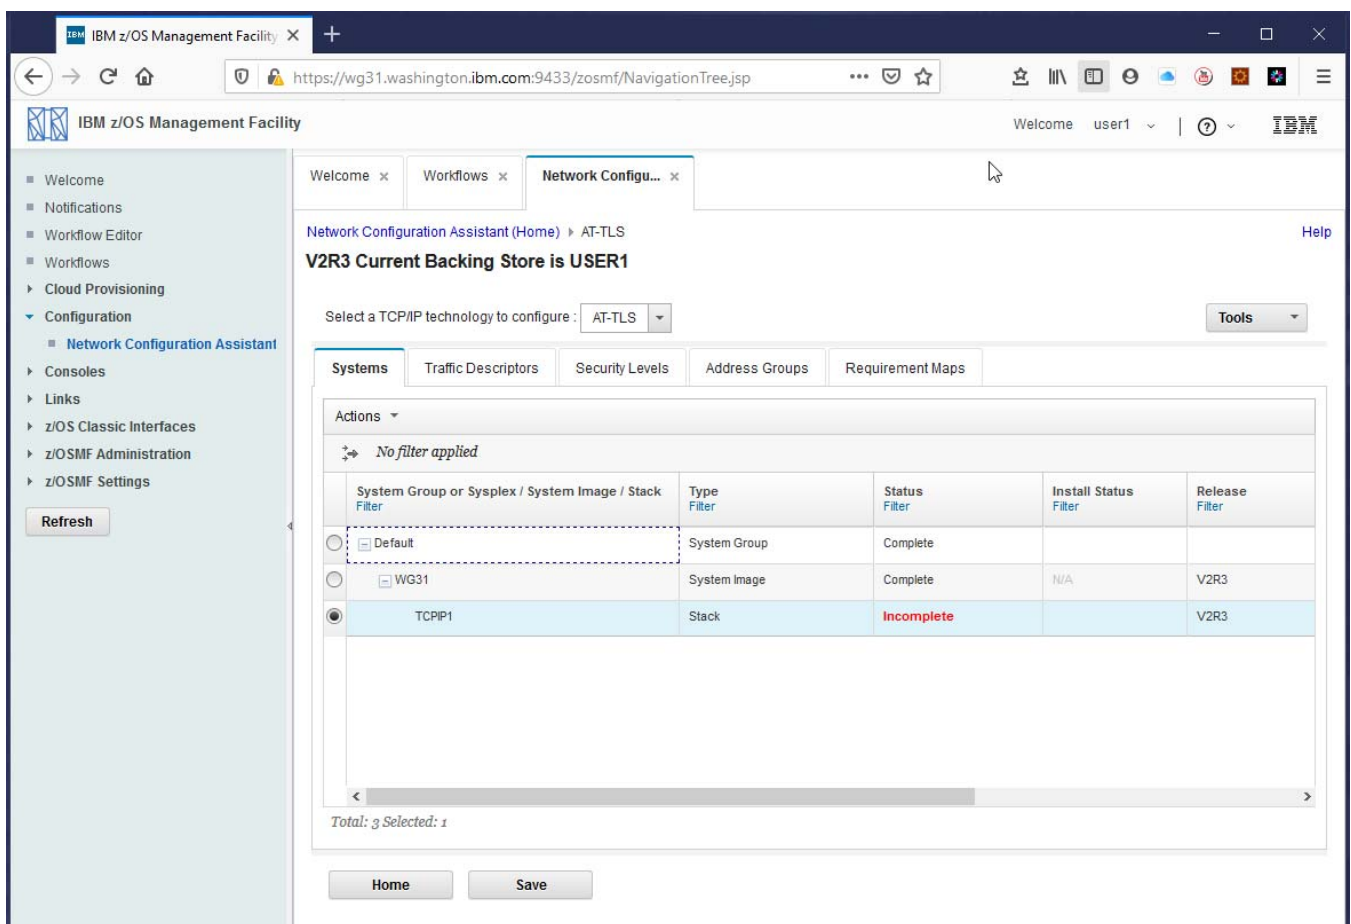 IBM IBM z/OS Management Facility
https://wg31.washington.ibm.com:9433/zosmf/NavigationTree.jsp
IBM z/OS Management Facility
Welcome user1
IBM
Welcome
Notifications
Workflow Editor
Workflows
Cloud Provisioning
Configuration
Network Configuration Assistant
Consoles
Links
z/OS Classic Interfaces
z/OSMF Administration
z/OSMF Settings
Refresh
Welcome Workflows Network Configu...
Network Configuration Assistant (Home) AT-TLS Help
V2R3 Current Backing Store is USER1
Select a TCP/IP technology to configure : AT-TLS Tools
Systems Traffic Descriptors Security Levels Address Groups Requirement Maps
Actions
No filter applied
System Group or Sysplex / System Image / Stack Type Status Install Status Release
Filter Filter Filter Filter Filter
Default System Group Complete
WG31 System Image Complete N/A V2R3
TCPIP1 Stack Incomplete V2R3
Total: 3 Selected: 1
Home Save